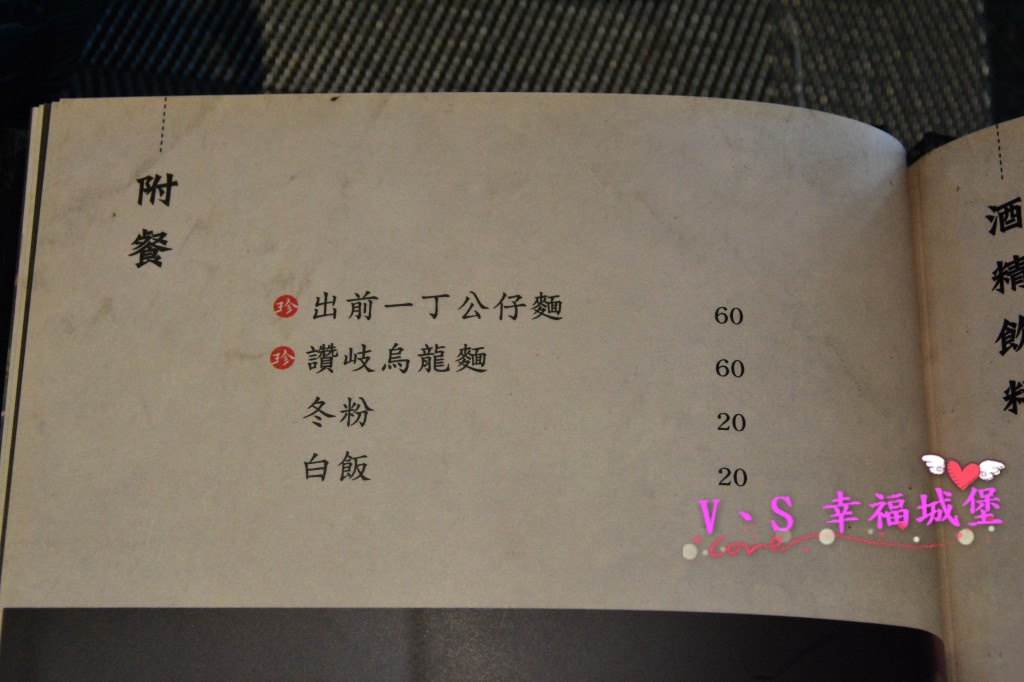 附餐
珍 出前一丁公仔麵 60
珍 讚岐烏龍麵 60
冬粉 20
白飯 20
酒精飲料
V、S 幸福城堡
love